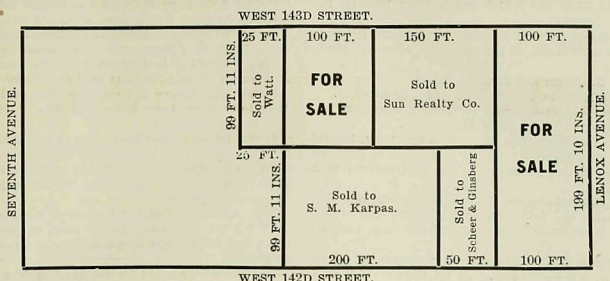 WEST 143D STREET.
25 FT.
100 FT.
150 FT.
100 FT.
SEVENTH AVENUE.
99 FT. 11 INS.
Sold to
Watt.
FOR
SALE
Sold to
Sun Realty Co.
FOR
SALE
199 FT. 10 INS.
LENOX AVENUE.
25 FT.
99 FT. 11 INS.
Sold to
S. M. Karpas.
Sold to
Scheer & Ginsberg
200 FT.
50 FT.
100 FT.
WEST 142D STREET.